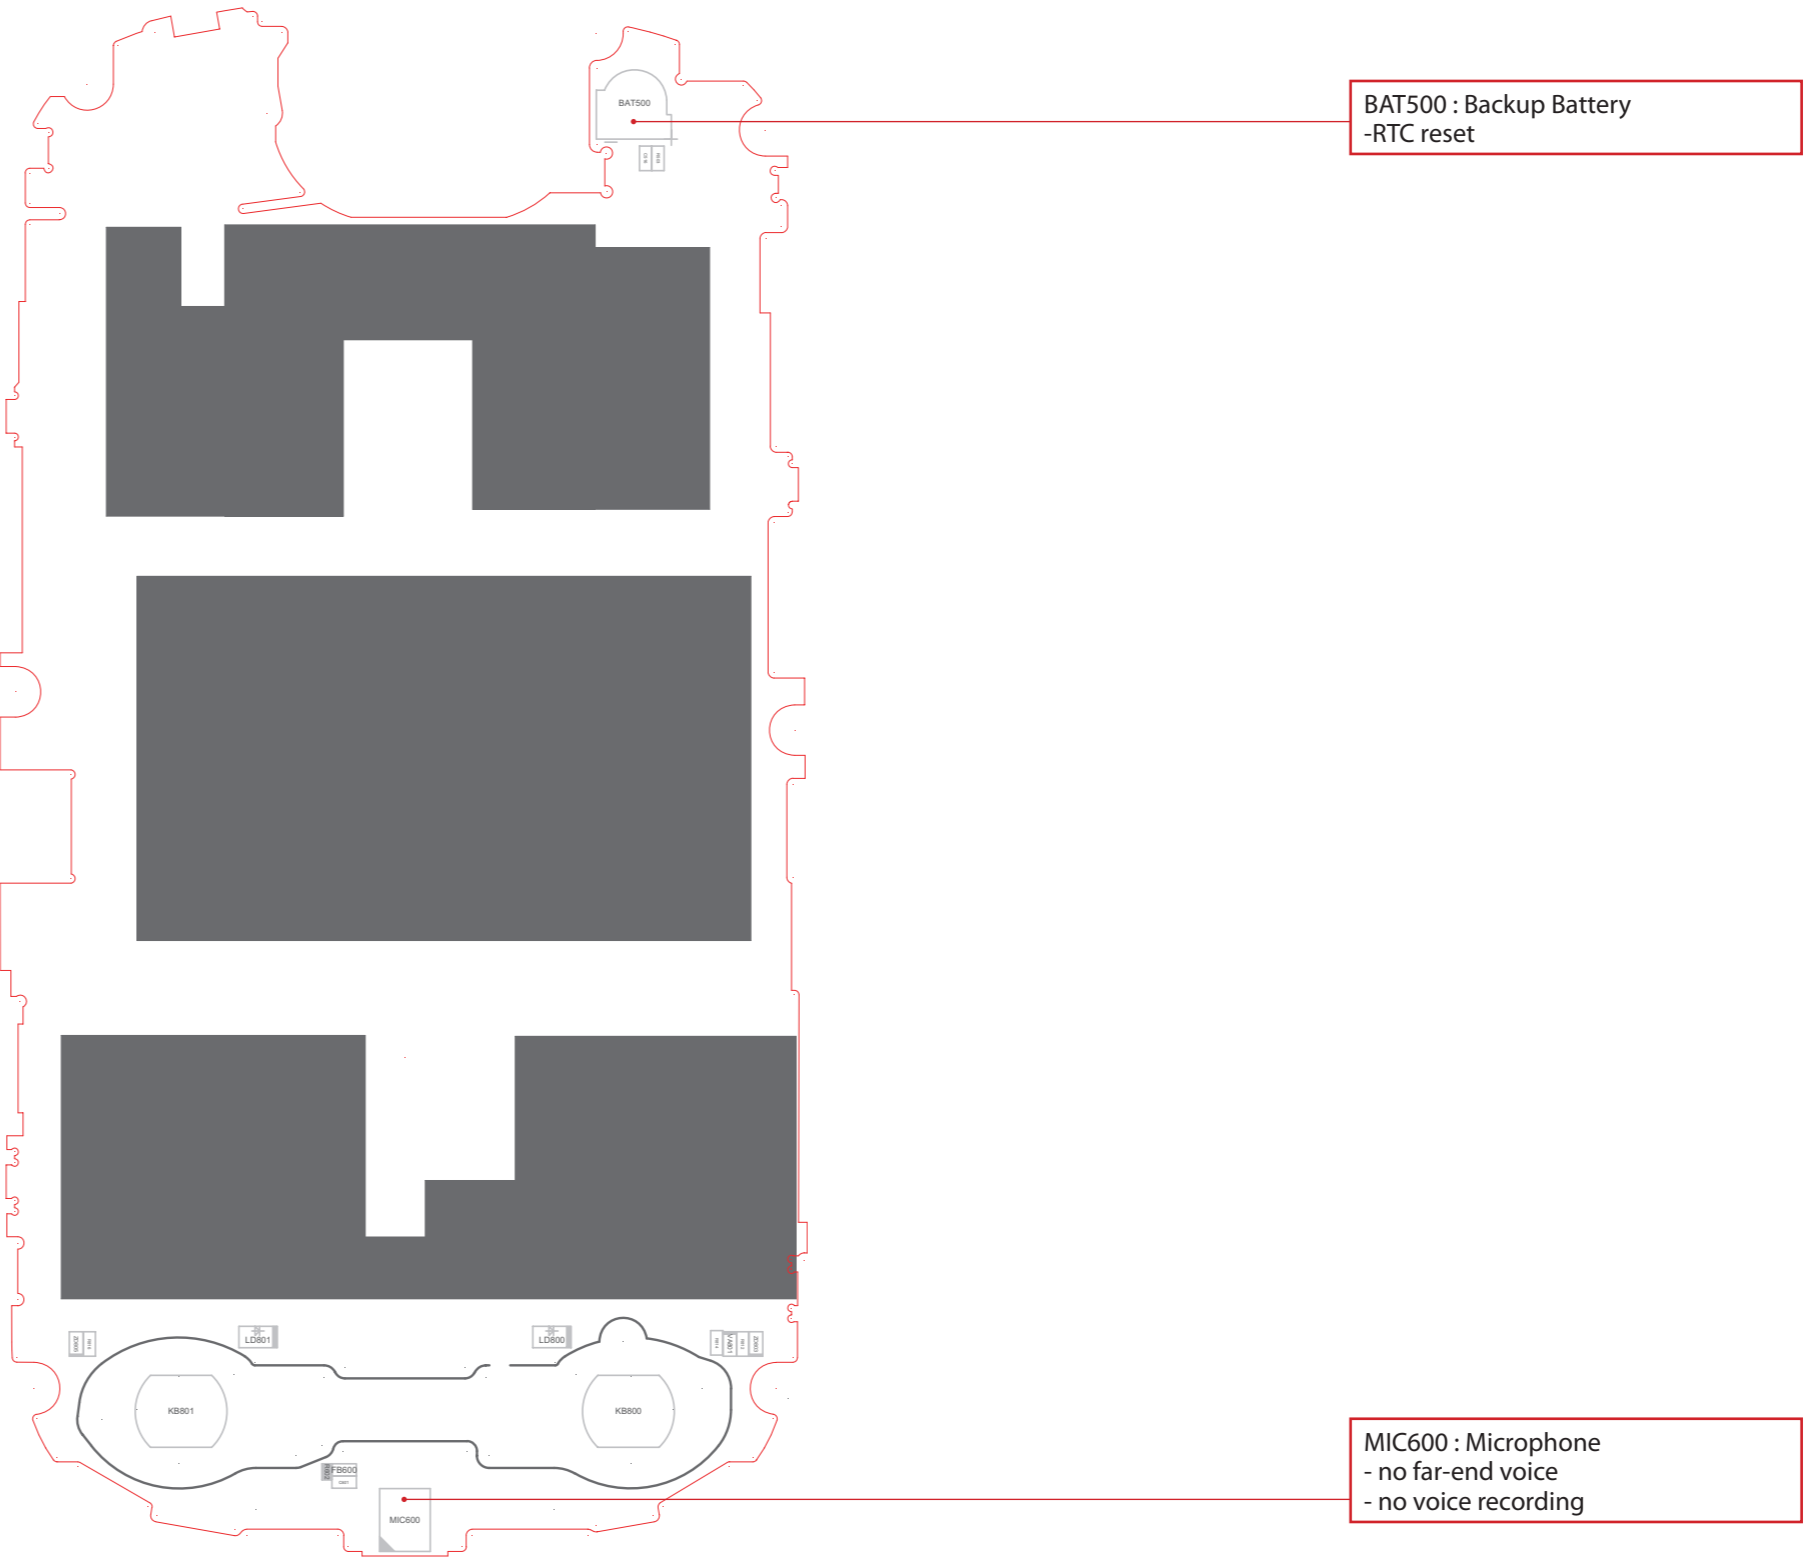 BAT500
BAT500 : Backup Battery
-RTC reset
LD801
LD800
KB801
KB800
FB600
MIC600
MIC600 : Microphone
- no far-end voice
- no voice recording